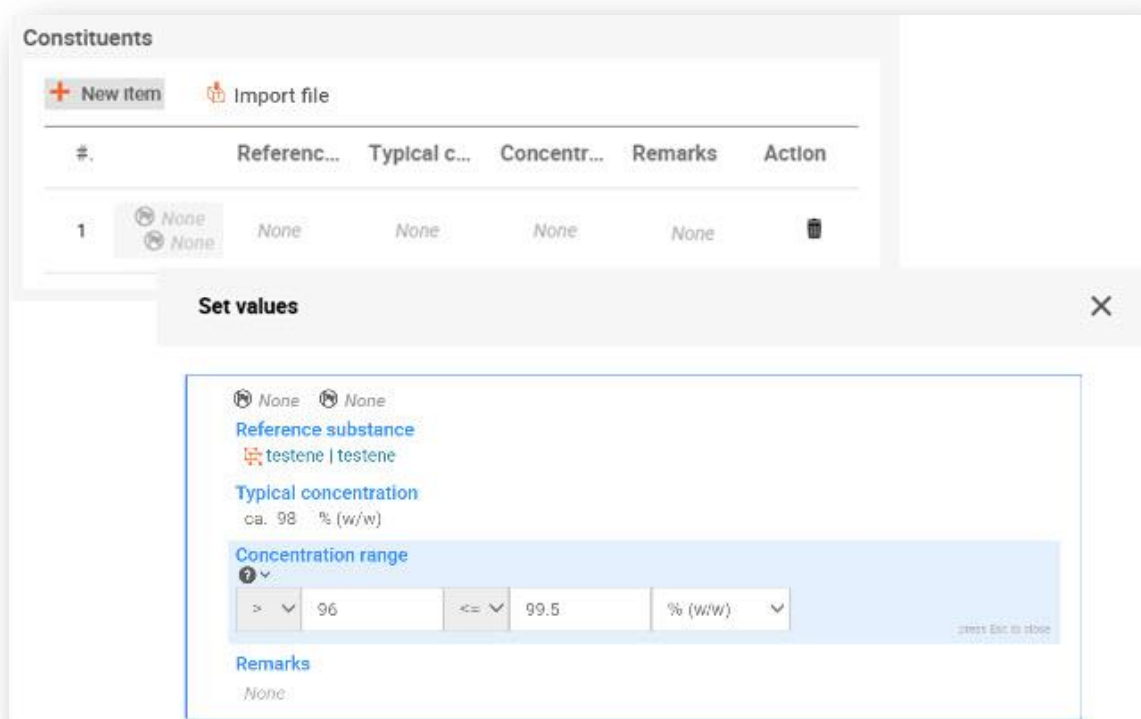 Constituents
New item Import file
#. Referenc... Typical c... Concentr... Remarks Action
None
1 None None None None
None
Set values
None None
Reference substance
testene | testene
Typical concentration
ca. 98 % (w/w)
Concentration range
> 96 <= 99.5 % (w/w)
press Esc to close
Remarks
None